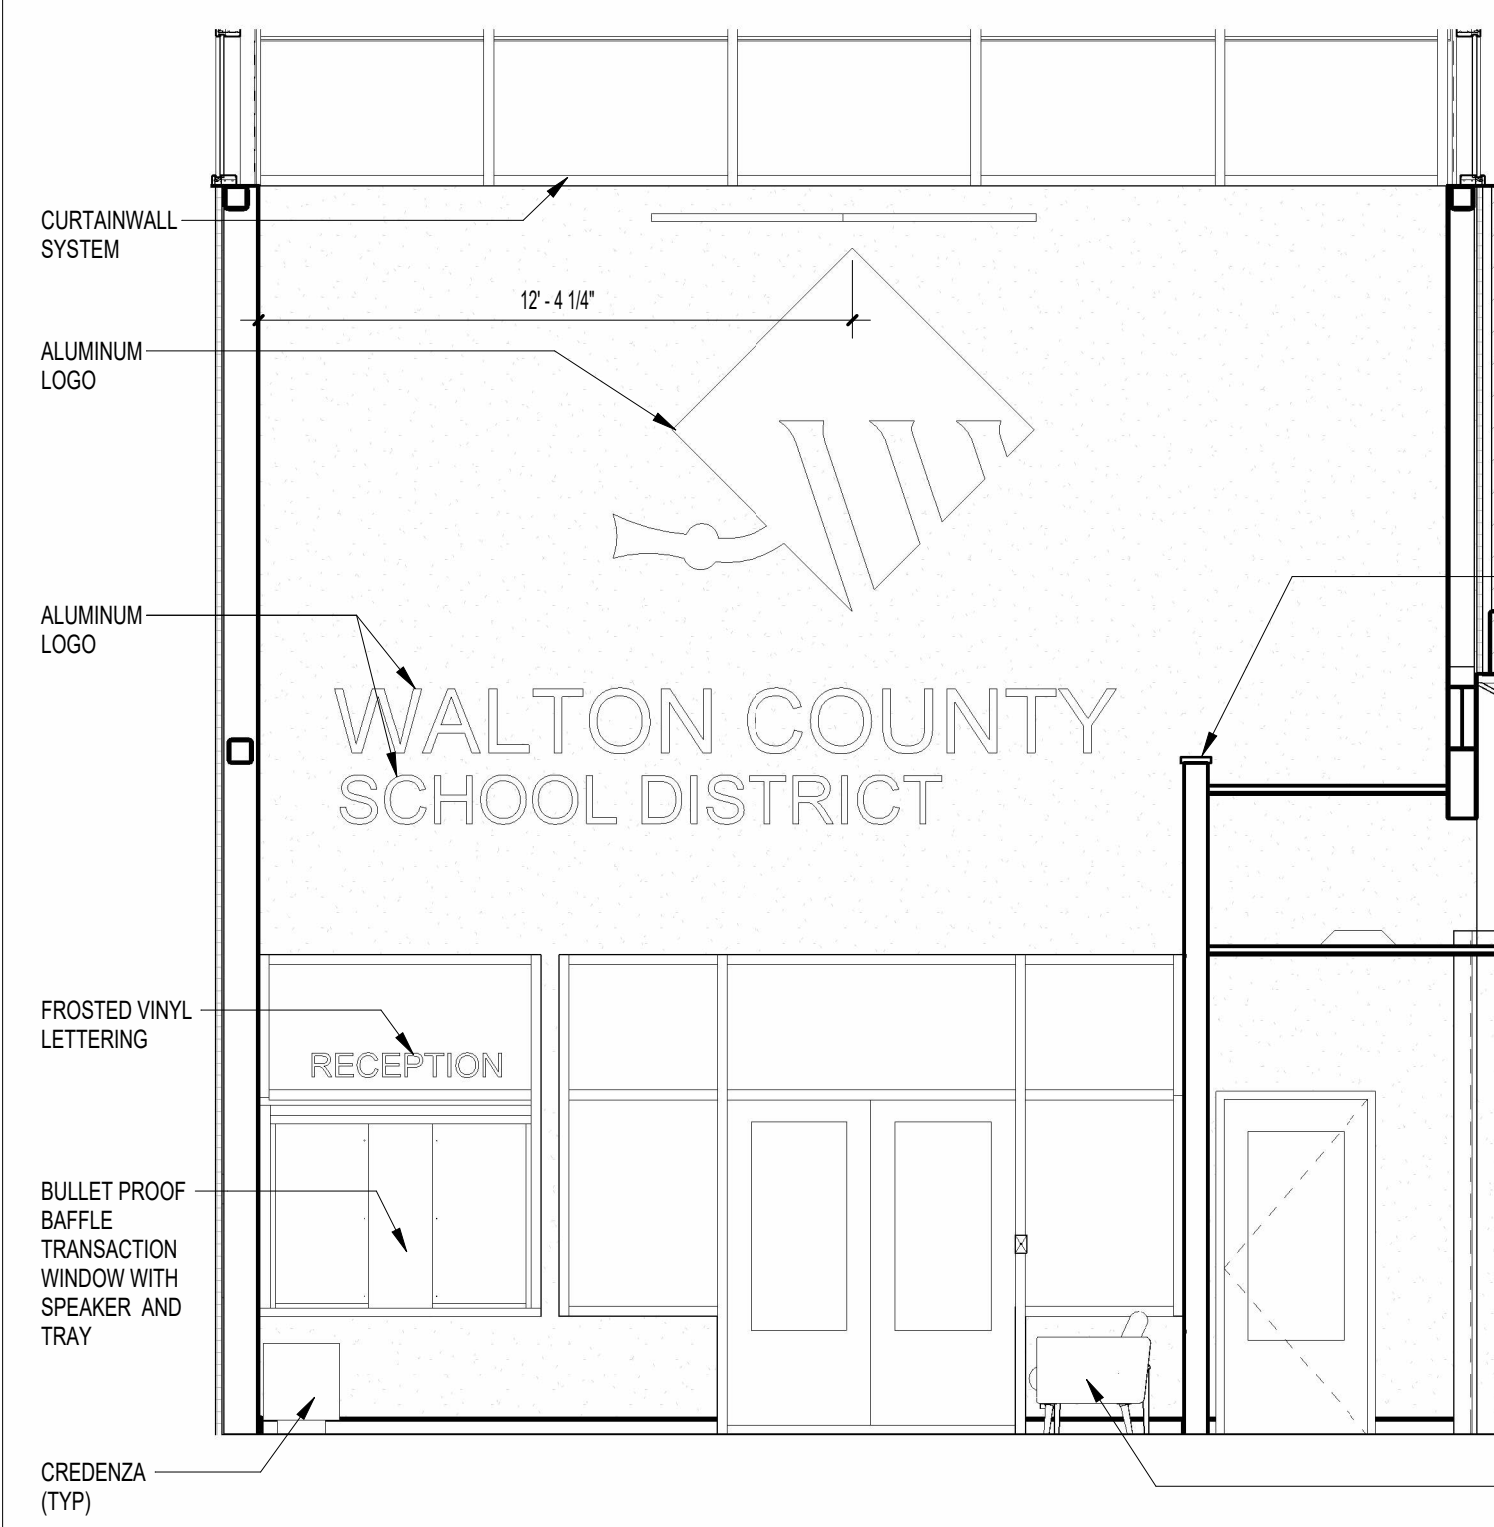 CURTAINWALL
SYSTEM
12' - 4 1/4"
ALUMINUM
LOGO
ALUMINUM
LOGO
WALTON COUNTY
SCHOOL DISTRICT
FROSTED VINYL
LETTERING
RECEPTION
BULLET PROOF
BAFFLE
TRANSACTION
WINDOW WITH
SPEAKER AND
TRAY
CREDENZA
(TYP)